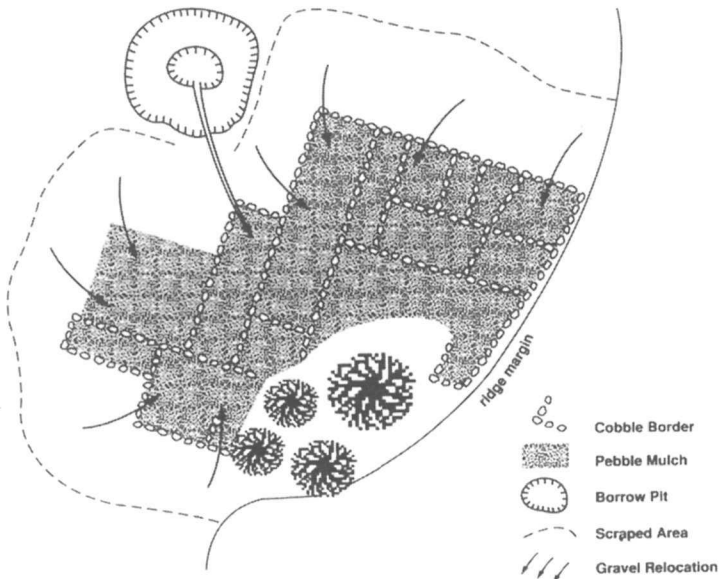 ridge margin
Cobble Border
Pebble Mulch
Borrow Pit
Scraped Area
Gravel Relocation